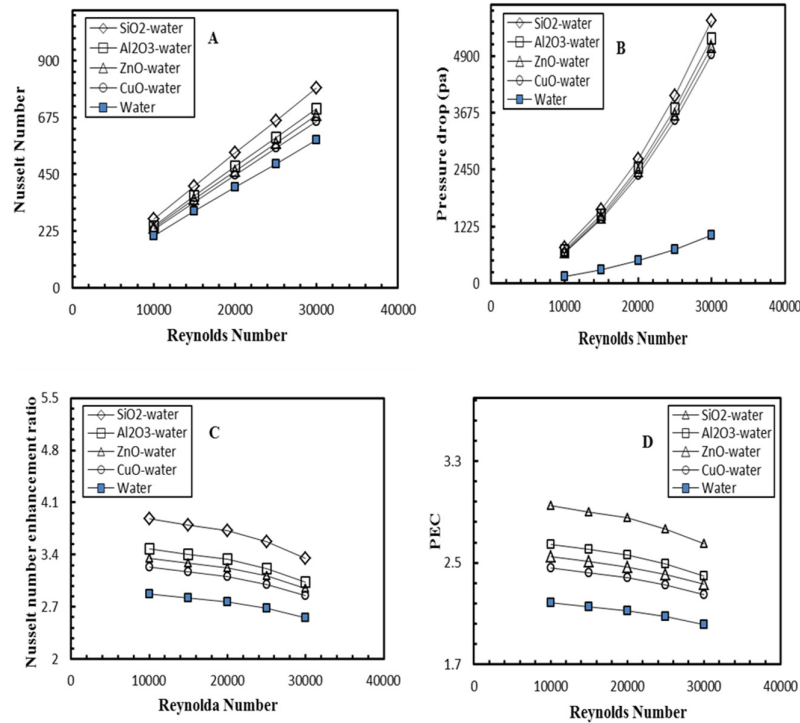 A
SiO2-water
Al2O3-water
ZnO-water
CuO-water
Water
Nusselt Number
900
675
450
225
0
0 10000 20000 30000 40000
Reynolds Number
B
SiO2-water
Al2O3-water
ZnO-water
CuO-water
Water
Pressure drop (pa)
4900
3675
2450
1225
0
0 10000 20000 30000 40000
Reynolds Number
C
SiO2-water
Al2O3-water
ZnO-water
CuO-water
Water
Nusselt number enhancement ratio
5.5
4.8
4.1
3.4
2.7
2
0 10000 20000 30000 40000
Reynolda Number
D
SiO2-water
Al2O3-water
ZnO-water
CuO-water
Water
PEC
3.3
2.5
1.7
0 10000 20000 30000 40000
Reynolds Number